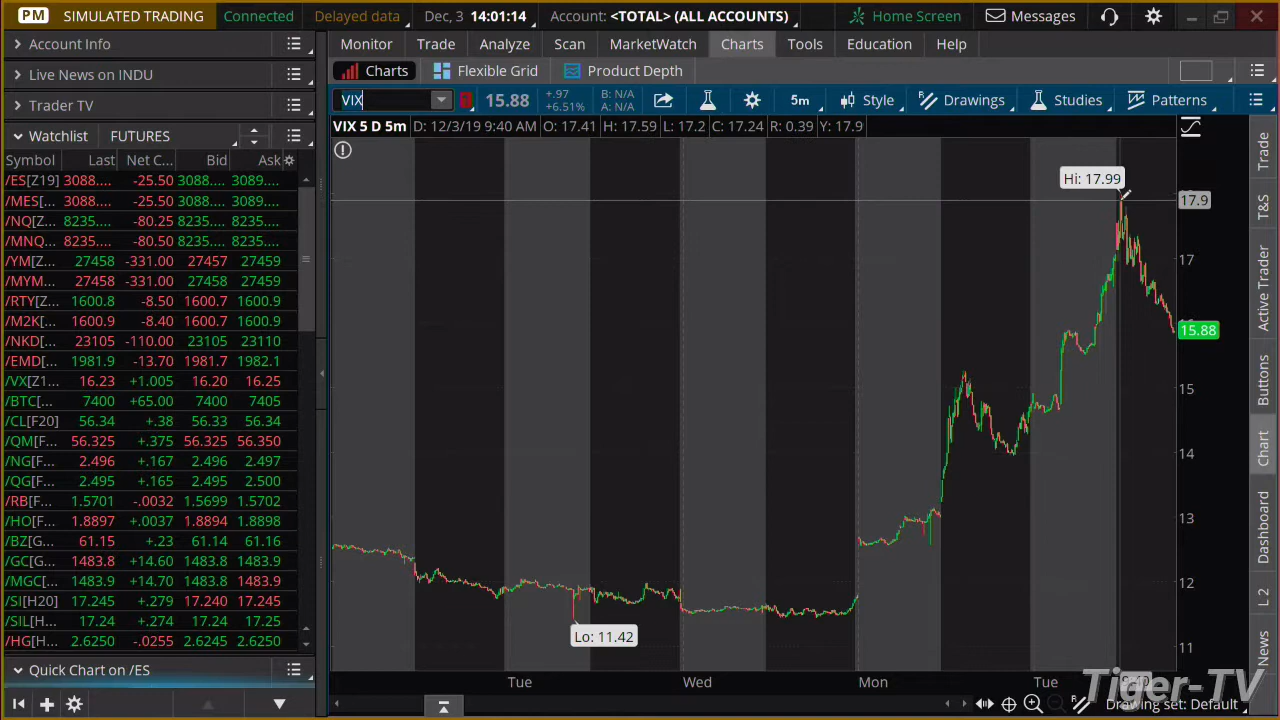 PM SIMULATED TRADING Connected Delayed data Dec, 3 14:01:14 Account: <TOTAL> (ALL ACCOUNTS) Home Screen Messages
Account Info
Live News on INDU
Trader TV
Watchlist FUTURES
Symbol Last Net C... Bid Ask
/ES[Z19] 3088.... -25.50 3088.... 3089....
/MES[... 3088.... -25.50 3088.... 3089....
/NQ[Z... 8235.... -80.25 8235.... 8235....
/MNQ... 8235.... -80.50 8235.... 8235....
/YM[Z... 27458 -331.00 27457 27459
/MYM... 27458 -331.00 27458 27459
/RTY[Z... 1600.8 -8.50 1600.7 1600.9
/M2K[... 1600.9 -8.40 1600.7 1600.9
/NKD[... 23105 -110.00 23105 23110
/EMD[... 1981.9 -13.70 1981.7 1982.1
/VX[Z1... 16.23 +1.005 16.20 16.25
/BTC[... 7400 +65.00 7400 7405
/CL[F20] 56.34 +.38 56.33 56.34
/QM[F... 56.325 +.375 56.325 56.350
/NG[F... 2.496 +.167 2.496 2.497
/QG[F... 2.495 +.165 2.495 2.500
/RB[F... 1.5701 -.0032 1.5699 1.5702
/HO[F... 1.8897 +.0037 1.8894 1.8898
/BZ[G... 61.15 +.23 61.14 61.16
/GC[G... 1483.8 +14.60 1483.8 1483.9
/MGC[... 1483.9 +14.70 1483.8 1483.9
/SI[H20] 17.245 +.279 17.240 17.245
/SIL[H... 17.24 +.274 17.24 17.25
/HG[H... 2.6250 -.0255 2.6245 2.6250
Quick Chart on /ES
Monitor Trade Analyze Scan MarketWatch Charts Tools Education Help
Charts Flexible Grid Product Depth
VIX 15.88 +.97 +6.51% B: N/A A: N/A 5m Style Drawings Studies Patterns
VIX 5 D 5m D: 12/3/19 9:40 AM O: 17.41 H: 17.59 L: 17.2 C: 17.24 R: 0.39 Y: 17.9
Hi: 17.99
17.9
17
15.88
15
14
13
12
Lo: 11.42
11
Tue Wed Mon Tue
Drawing set: Default
Trade
T&S
Active Trader
Buttons
Chart
Dashboard
L 2
News
Tiger-TV